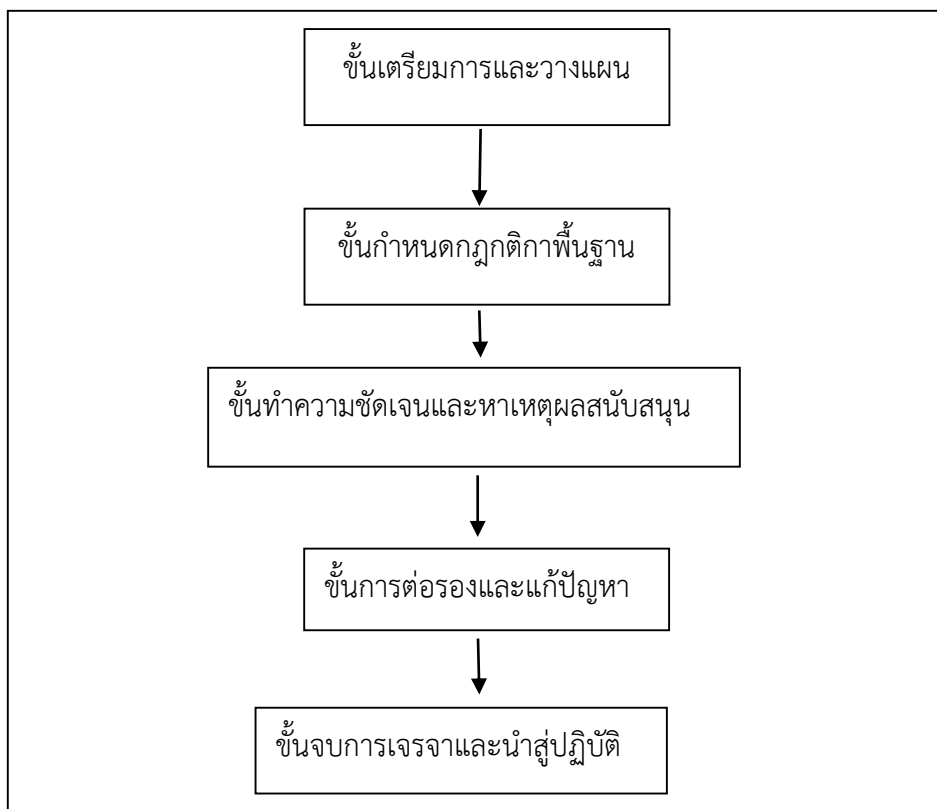 ขั้นเตรียมการและวางแผน
ขั้นกำหนดกฎกติกาพื้นฐาน
ขั้นทำความชัดเจนและหาเหตุผลสนับสนุน
ขั้นการต่อรองและแก้ปัญหา
ขั้นจบการเจรจาและนำสู่ปฏิบัติ